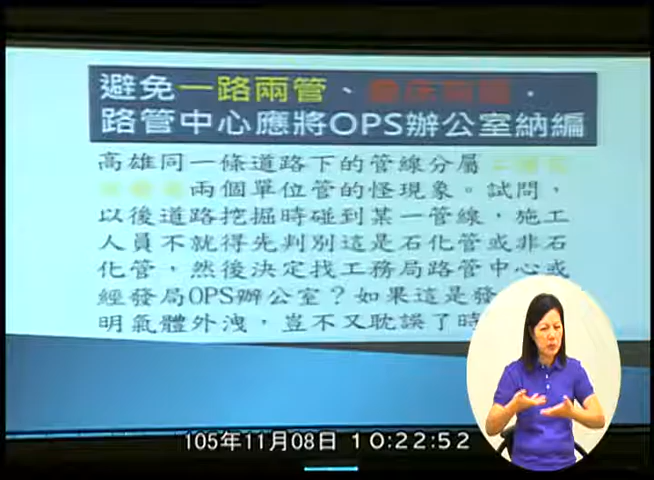 避免一路兩管、
路管中心應將OPS辦公室納編
高雄同一條道路下的管線分屬
兩個單位管的怪現象。試問，
以後道路挖掘時碰到某一管線，施工
人員不就得先判別這是石化管或非石
化管，然後決定找工務局路管中心或
經發局OPS辦公室？如果這是發
明氣體外洩，豈不又耽誤了時
105年11月08日 10:22:52